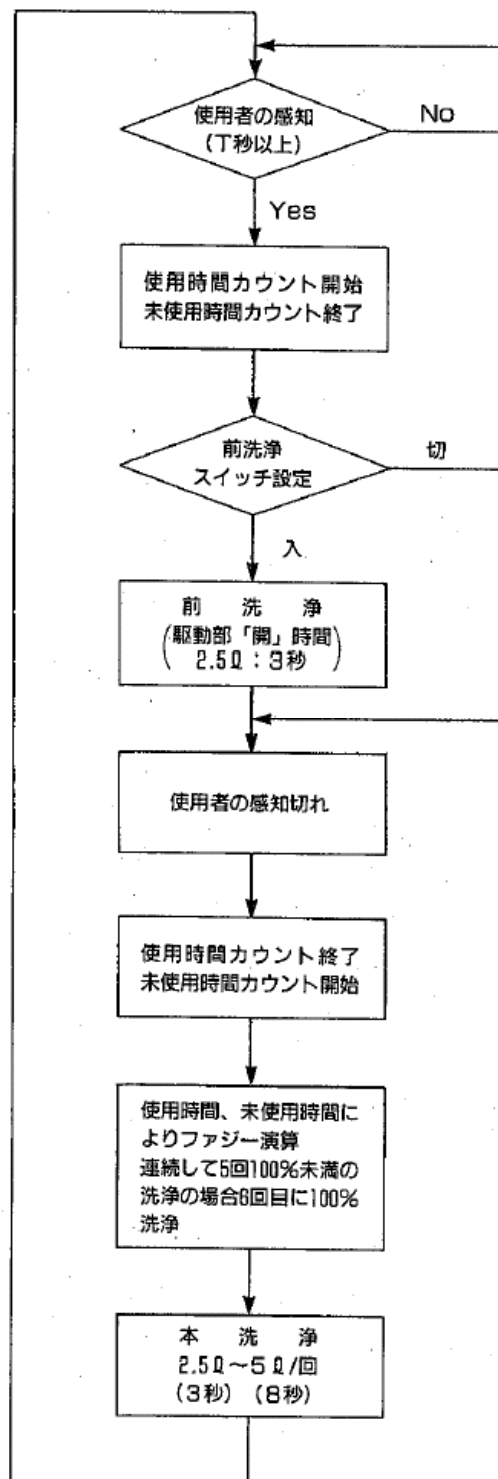 使用者の感知
(T秒以上)
No
Yes
使用時間カウント開始
未使用時間カウント終了
前洗浄
スイッチ設定
切
入
前 洗 浄
(駆動部「開」時間
2.5ℓ：3秒)
使用者の感知切れ
使用時間カウント終了
未使用時間カウント開始
使用時間、未使用時間に
よりファジー演算
連続して5回100%未満の
洗浄の場合6回目に100%
洗浄
本 洗 浄
2.5ℓ～5ℓ/回
(3秒) (8秒)